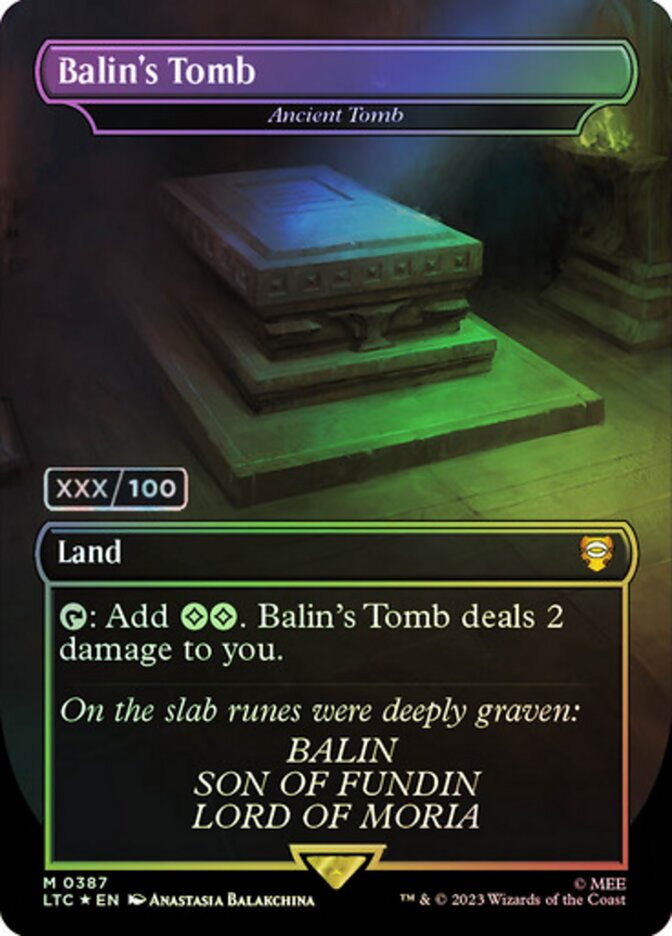 Balin's Tomb
Ancient Tomb
XXX/100
Land
: Add . Balin's Tomb deals 2
damage to you.
On the slab runes were deeply graven:
BALIN
SON OF FUNDIN
LORD OF MORIA
M 0387
© MEE
LTC ★ EN Anastasia Balakchina
™ & © 2023 Wizards of the Coast